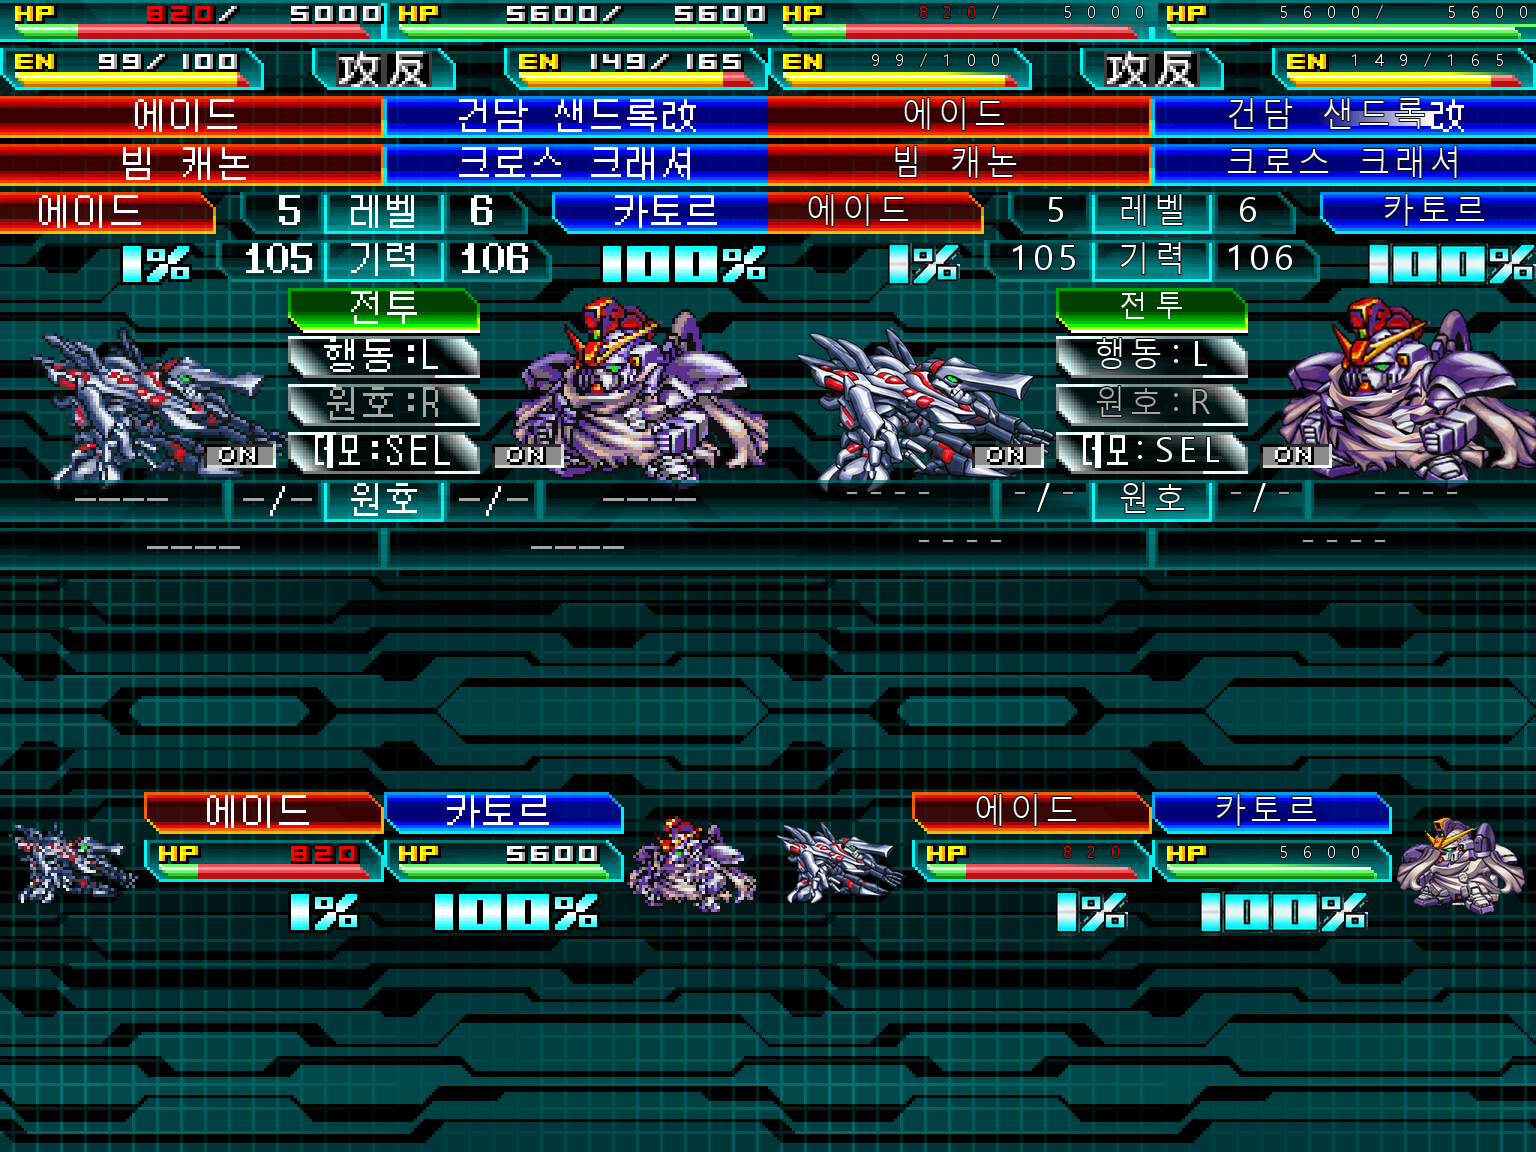 HP 820/ 5000 HP 5600/ 5600 HP 820/ 5000 HP 5600/ 5600
EN 99/100 攻反 EN 149/165 EN 99/100 攻反 EN 149/165
에이드 건담 샌드록改 에이드 건담 샌드록改
빔 캐논 크로스 크래셔 빔 캐논 크로스 크래셔
에이드 5 레벨 6 카토르 에이드 5 레벨 6 카토르
1% 105 기력 106 100% 1% 105 기력 106 100%
전투 전투
행동:L 행동:L
원호:R 원호:R
ON 데모:SEL ON ON 데모:SEL ON
---- -/- 원호 -/- ---- ---- -/- 원호 -/- ----
---- ---- ---- ----
에이드 카토르 에이드 카토르
HP 820 HP 5600 HP 820 HP 5600
1% 100% 1% 100%